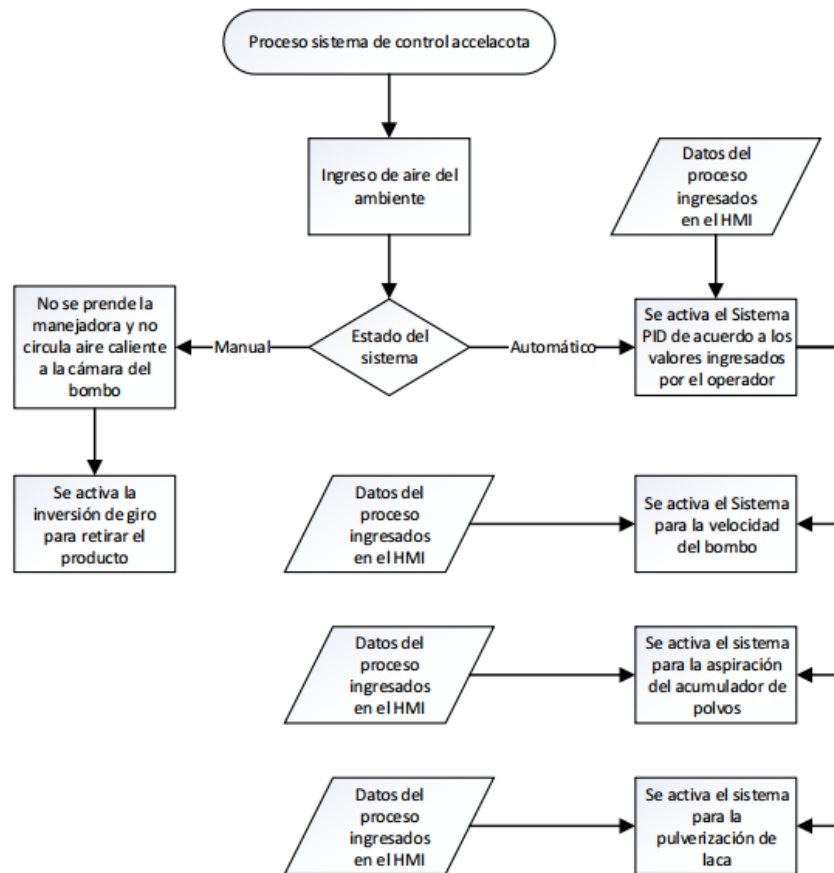 Proceso sistema de control accelacota
Ingreso de aire del
ambiente
Datos del
proceso
ingresados
en el HMI
No se prende la
manejadora y no
circula aire caliente
a la cámara del
bombo
Manual
Estado del
sistema
Automático
Se activa el Sistema
PID de acuerdo a los
valores ingresados
por el operador
Se activa la
inversión de giro
para retirar el
producto
Datos del
proceso
ingresados
en el HMI
Se activa el Sistema
para la velocidad
del bombo
Datos del
proceso
ingresados
en el HMI
Se activa el sistema
para la aspiración
del acumulador de
polvos
Datos del
proceso
ingresados
en el HMI
Se activa el sistema
para la
pulverización de
laca